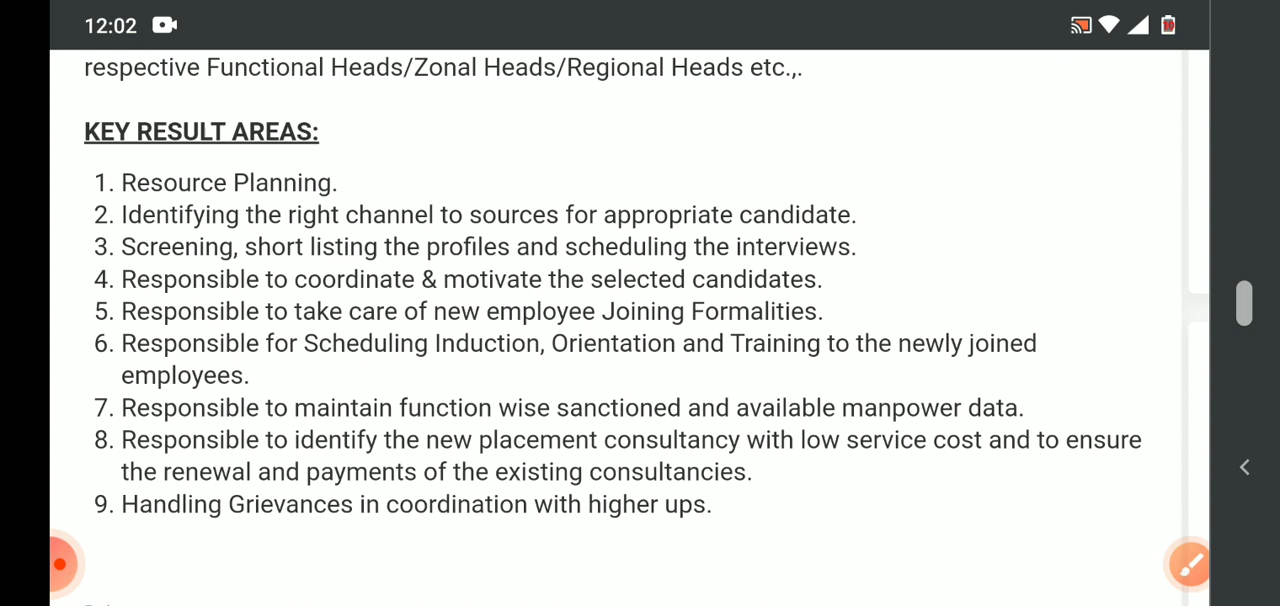 12:02
10
respective Functional Heads/Zonal Heads/Regional Heads etc.,.
KEY RESULT AREAS:
1. Resource Planning.
2. Identifying the right channel to sources for appropriate candidate.
3. Screening, short listing the profiles and scheduling the interviews.
4. Responsible to coordinate & motivate the selected candidates.
5. Responsible to take care of new employee Joining Formalities.
6. Responsible for Scheduling Induction, Orientation and Training to the newly joined
employees.
7. Responsible to maintain function wise sanctioned and available manpower data.
8. Responsible to identify the new placement consultancy with low service cost and to ensure
the renewal and payments of the existing consultancies.
9. Handling Grievances in coordination with higher ups.